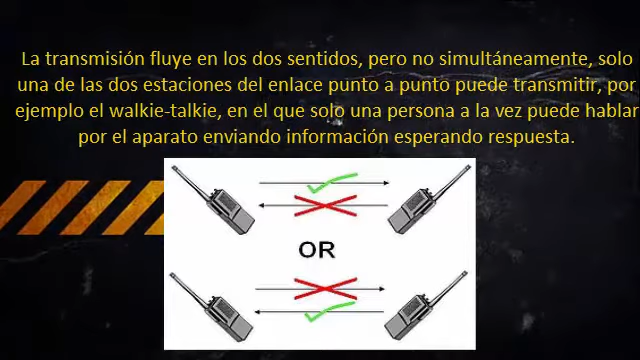 La transmisión fluye en los dos sentidos, pero no simultáneamente, solo
una de las dos estaciones del enlace punto a punto puede transmitir, por
ejemplo el walkie-talkie, en el que solo una persona a la vez puede hablar
por el aparato enviando información esperando respuesta.
OR